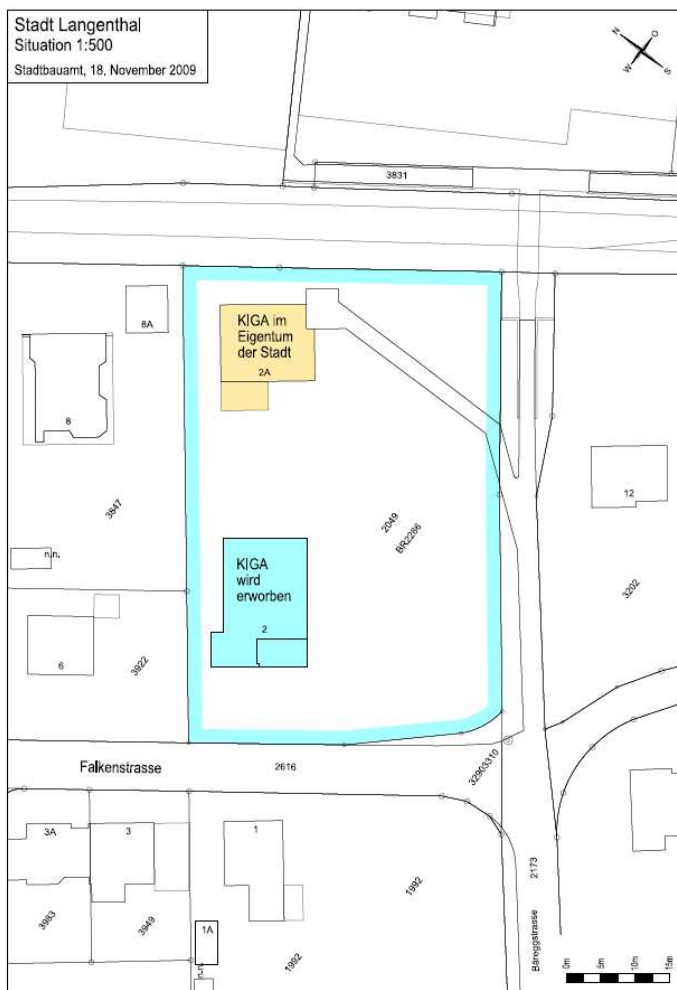 Stadt Langenthal
Situation 1:500
Stadtbauamt, 18. November 2009
N
O
W
S
3831
8A
KIGA im
Eigentum
der Stadt
2A
8
12
3847
2049
BR2266
n.n.
KIGA
wird
erworben
2
3202
6
3922
Falkenstrasse
2616
32903310
3A
3
1
1992
2173
3983
3949
1A
1992
n.n.
Bäreggstrasse
0m
5m
10m
15m